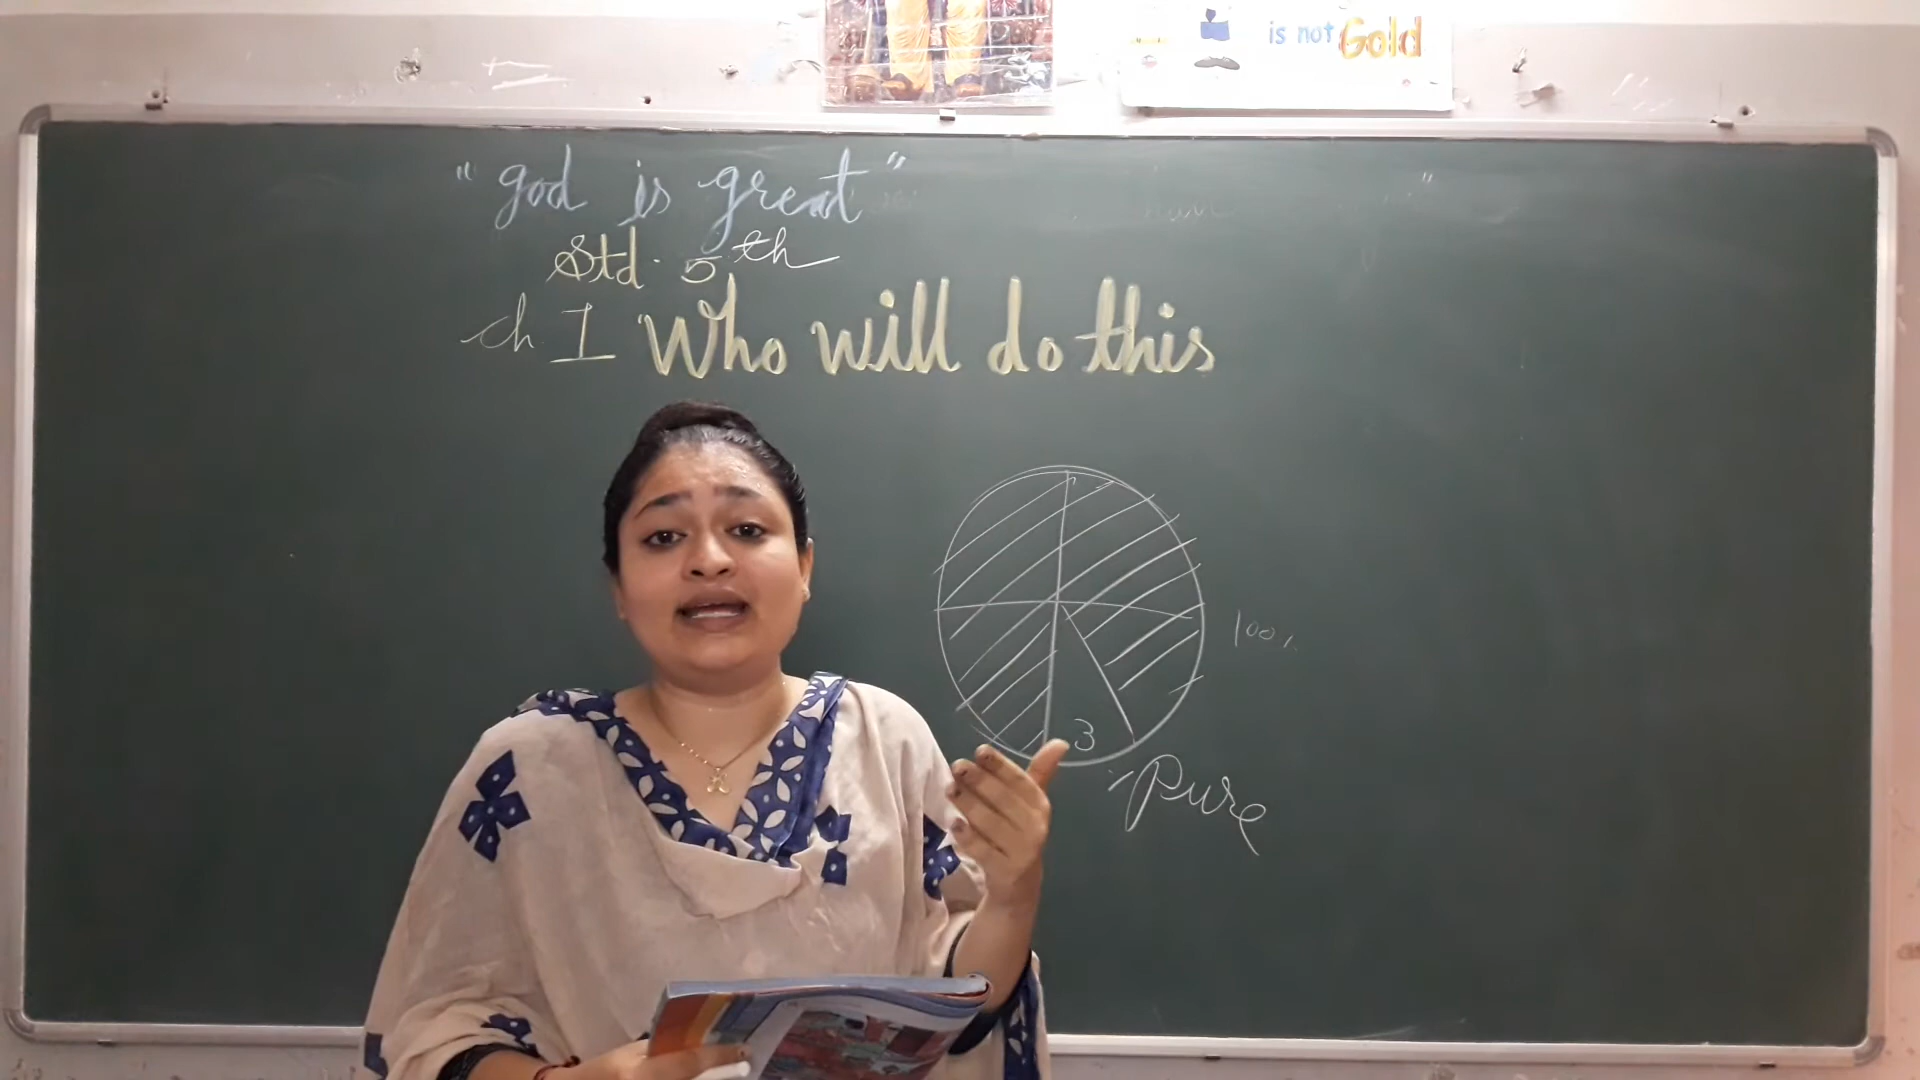 is not Gold
"god is great"
Std. 5th
ch. I Who will do this
100%
3
Pure